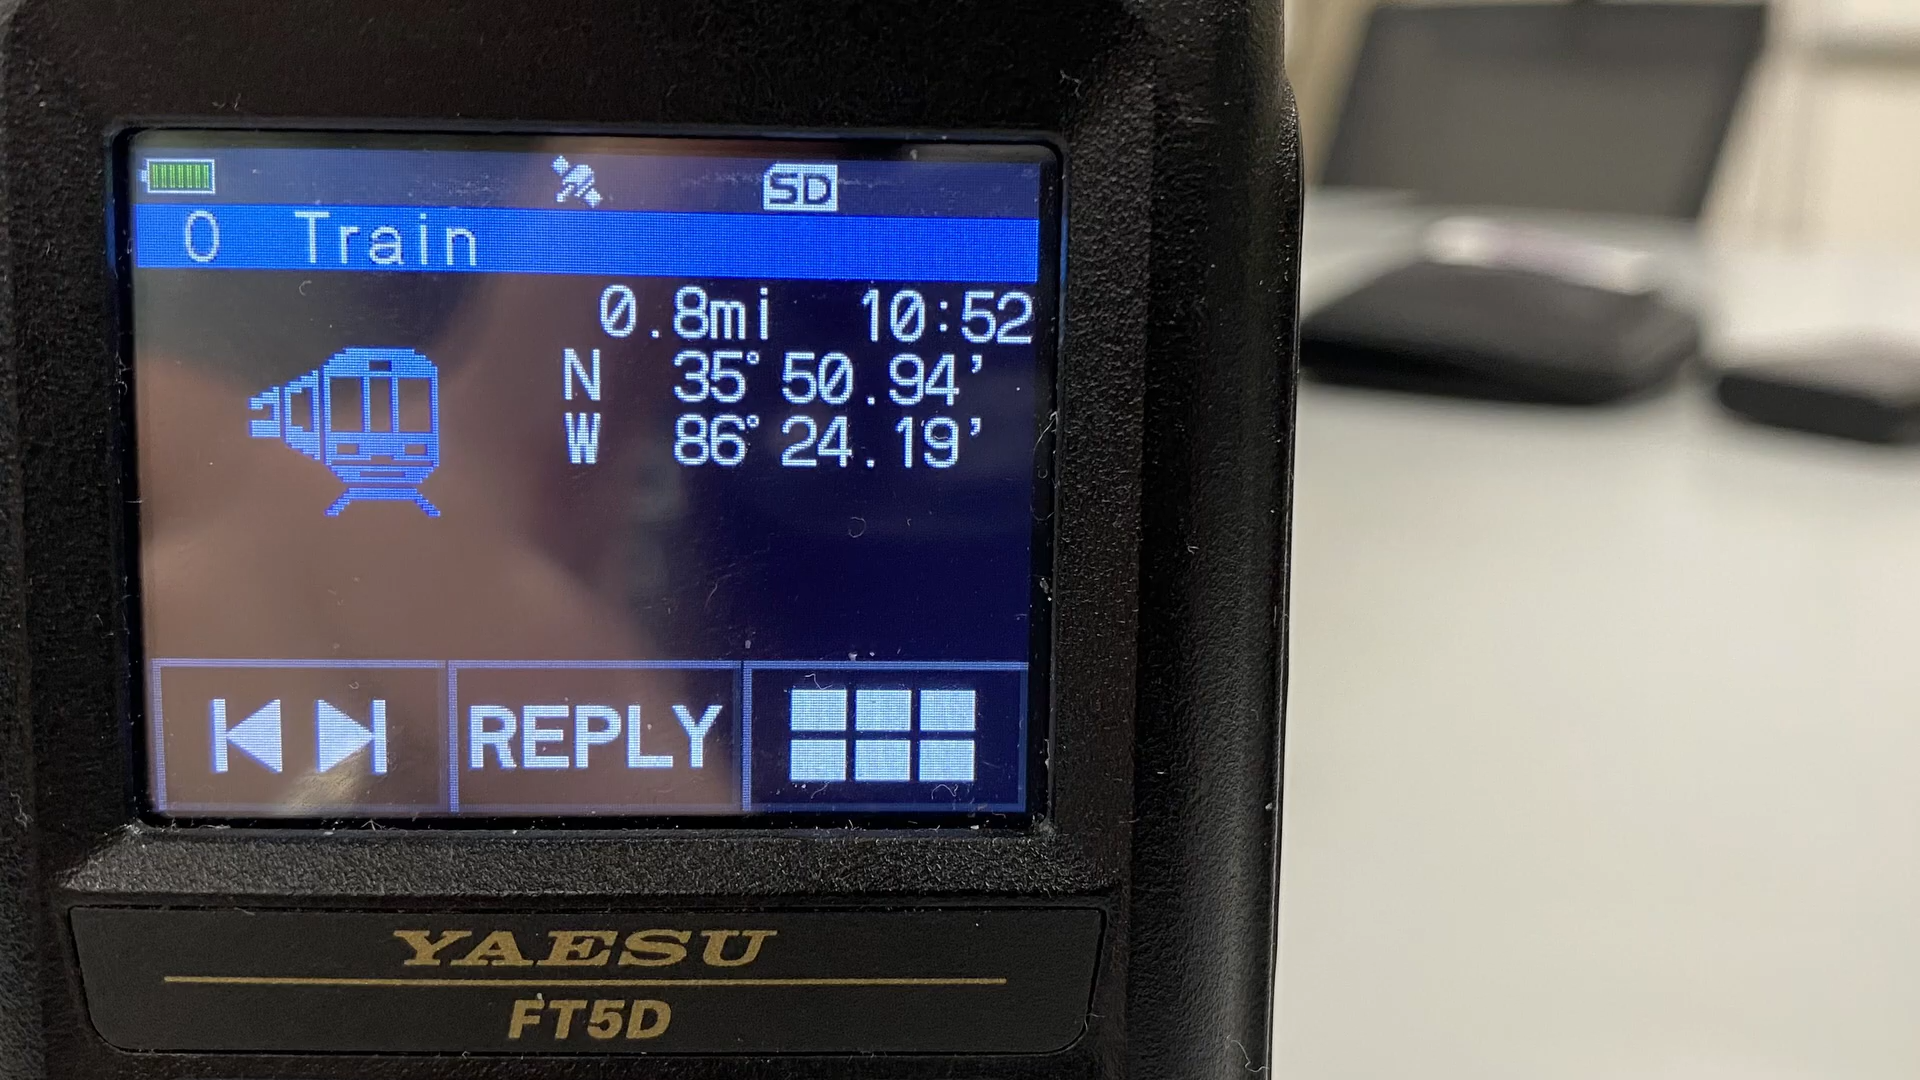 SD
0 Train
0.8mi 10:52
N 35°50.94'
W 86°24.19'
REPLY
YAESU
FT5D